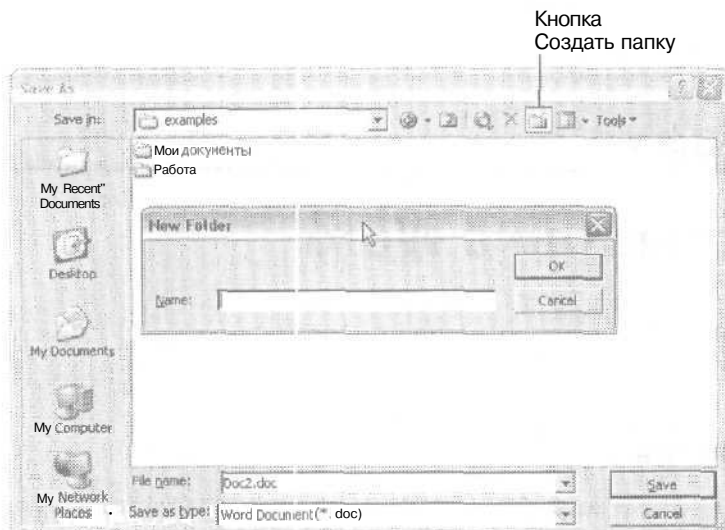 Кнопка
Создать папку
Save As
Save in:
examples
Tools
Мои документы
Работа
My Recent"
Documents
Desktop
My Documents
My Computer
My Network
Places
New Folder
Name:
OK
Cancel
File name:
Doc2.doc
Save
Save as type:
Word Document (*. doc)
Cancel